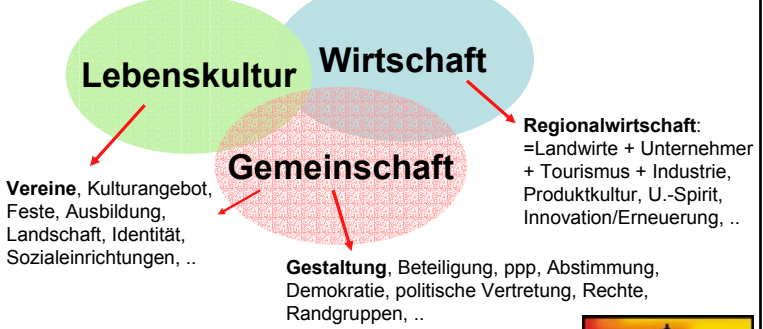 Lebenskultur
Wirtschaft
Gemeinschaft
Regionalwirtschaft:
=Landwirte + Unternehmer
+ Tourismus + Industrie,
Produktkultur, U.-Spirit,
Innovation/Erneuerung, ..
Vereine, Kulturangebot,
Feste, Ausbildung,
Landschaft, Identität,
Sozialeinrichtungen, ..
Gestaltung, Beteiligung, ppp, Abstimmung,
Demokratie, politische Vertretung, Rechte,
Randgruppen, ..